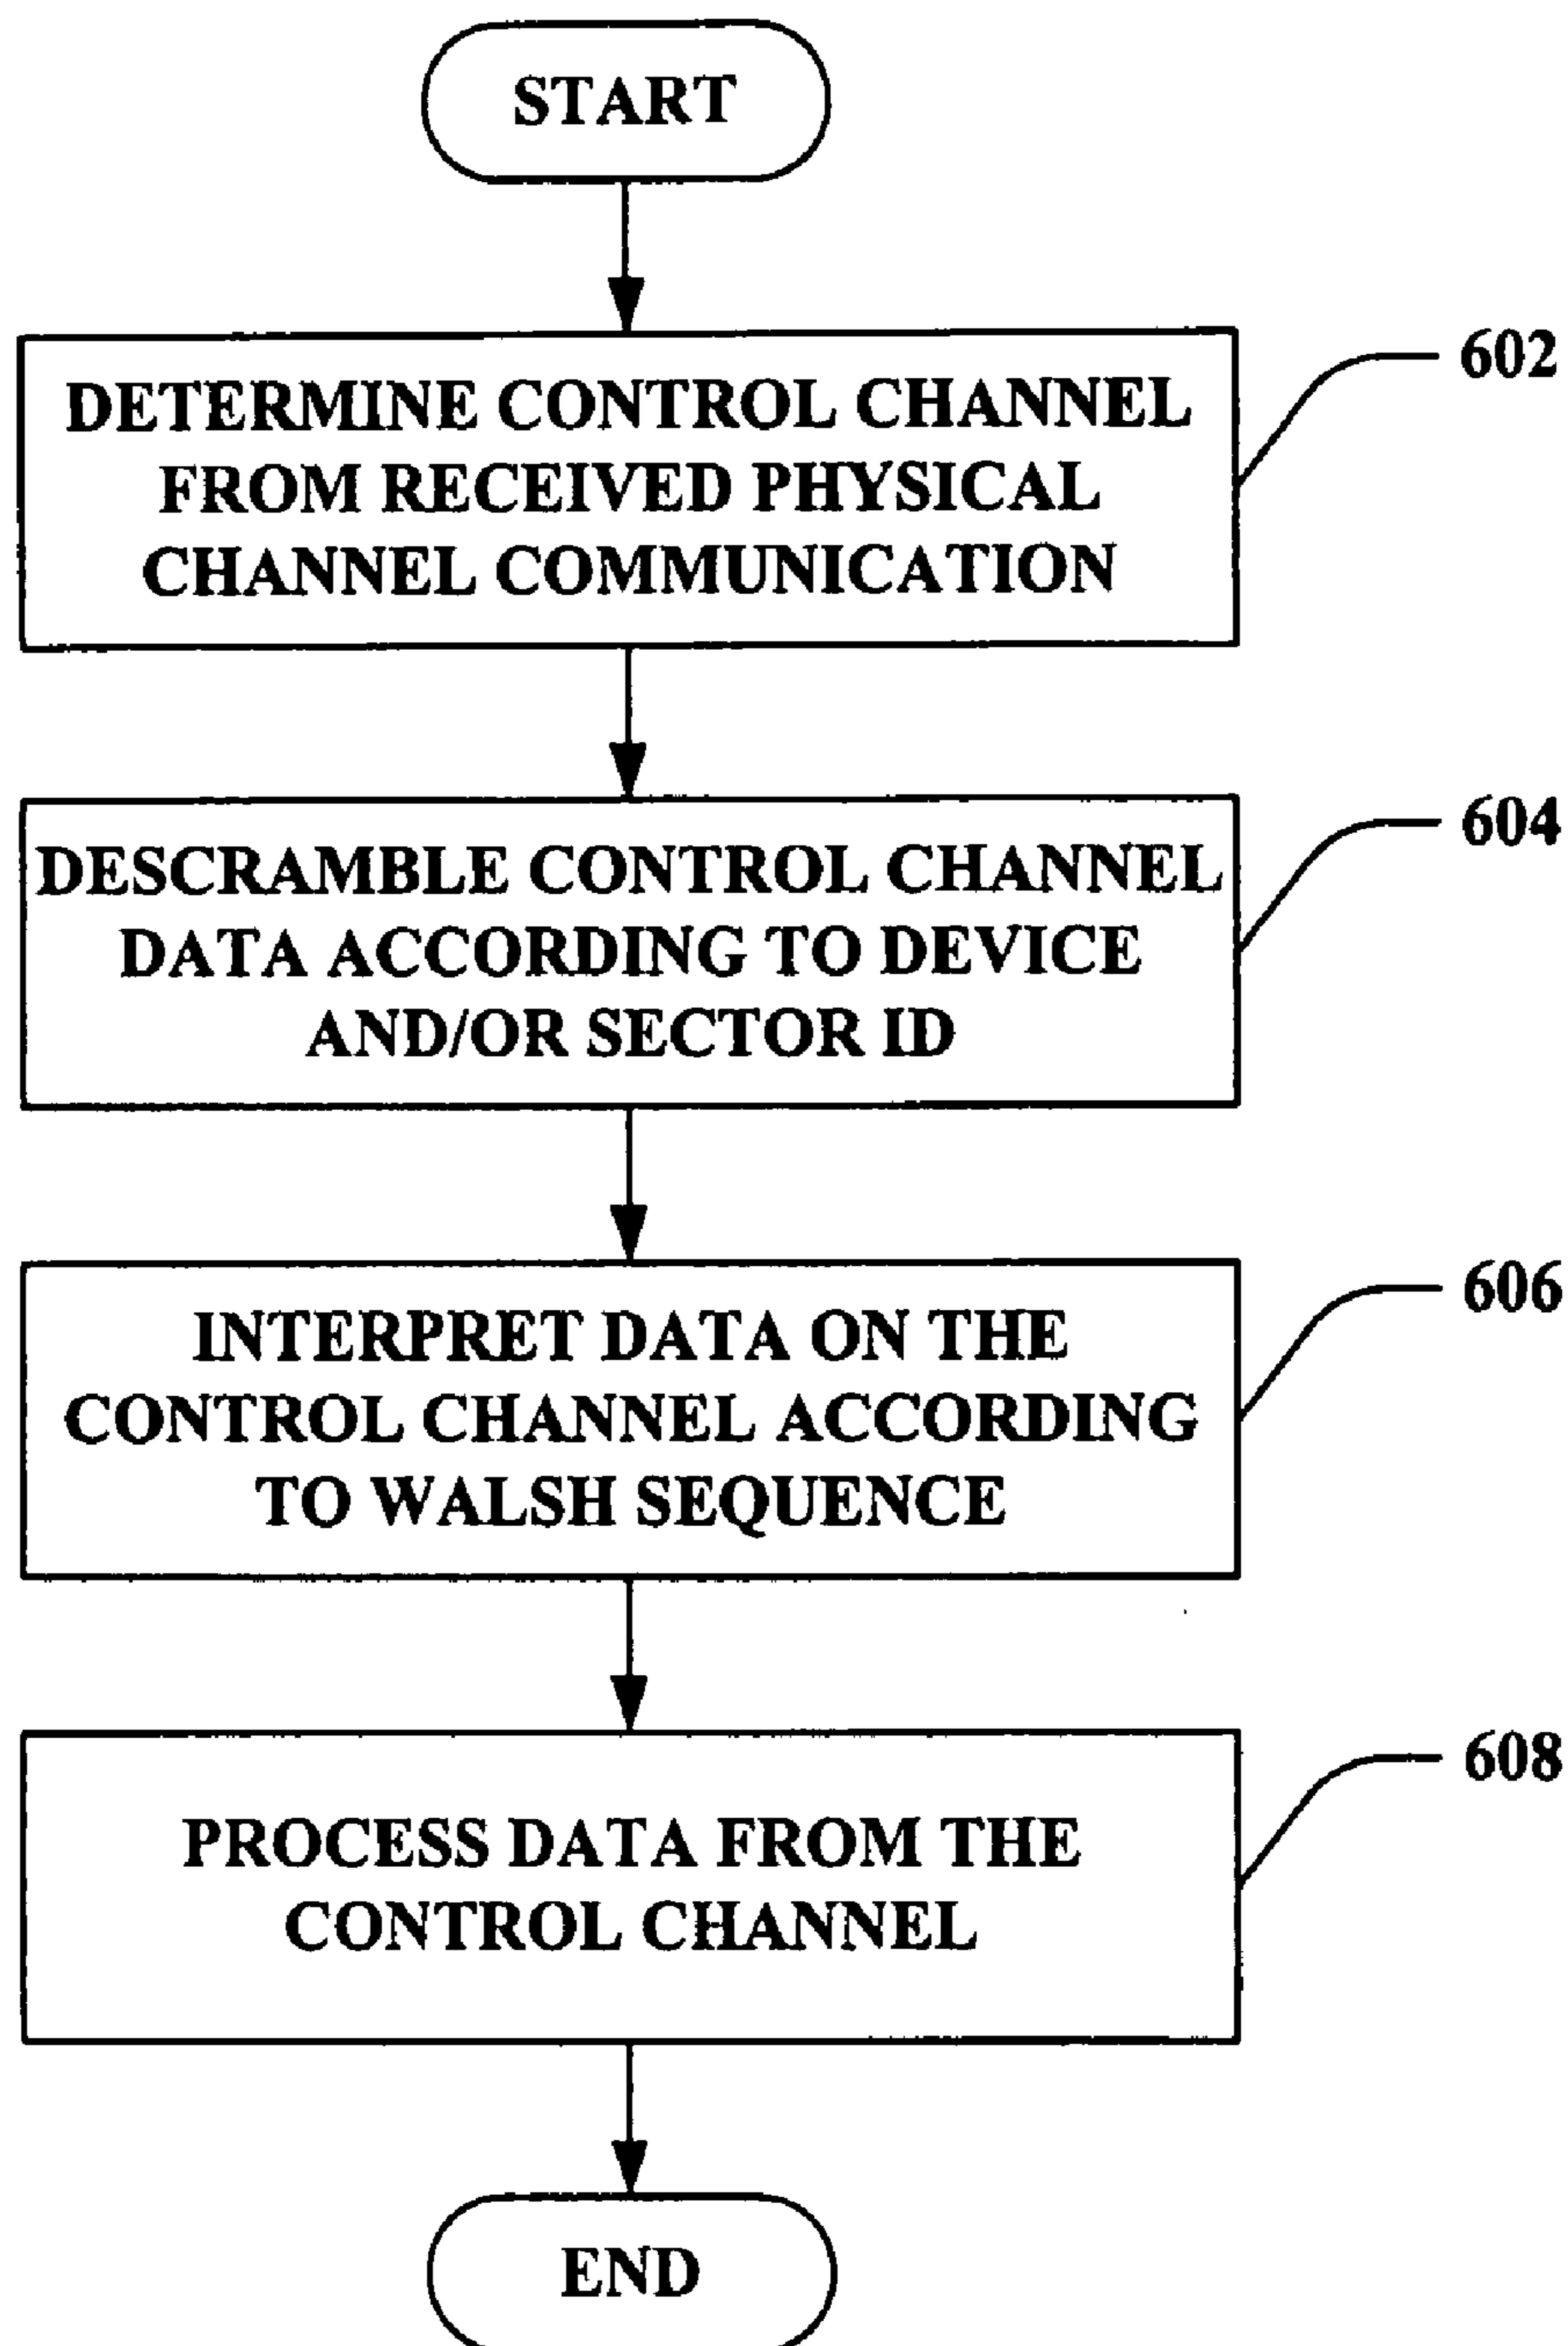 START
602
DETERMINE CONTROL CHANNEL
FROM RECEIVED PHYSICAL
CHANNEL COMMUNICATION
604
DESCRAMBLE CONTROL CHANNEL
DATA ACCORDING TO DEVICE
AND/OR SECTOR ID
606
INTERPRET DATA ON THE
CONTROL CHANNEL ACCORDING
TO WALSH SEQUENCE
608
PROCESS DATA FROM THE
CONTROL CHANNEL
END